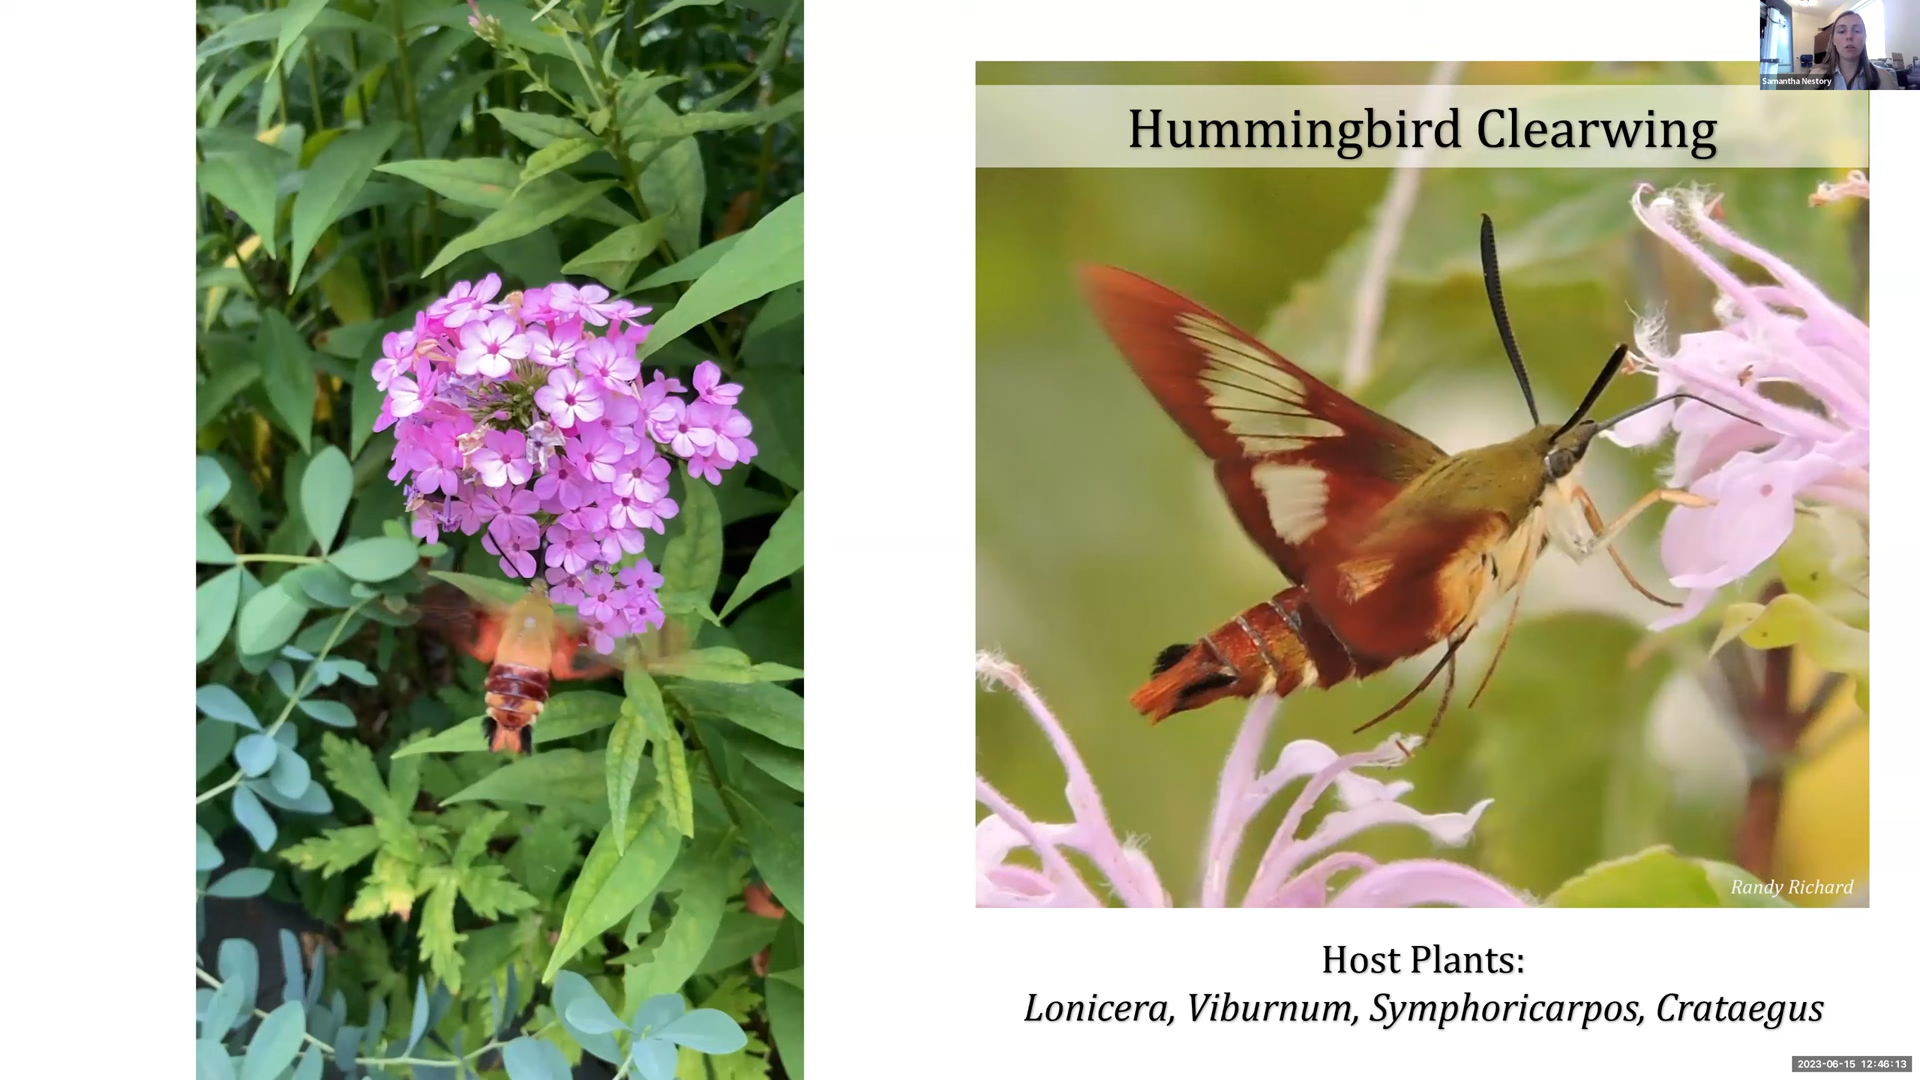 Samantha Nestory
Hummingbird Clearwing
Randy Richard
Host Plants:
Lonicera, Viburnum, Symphoricarpos, Crataegus
2023-06-15 12:46:13